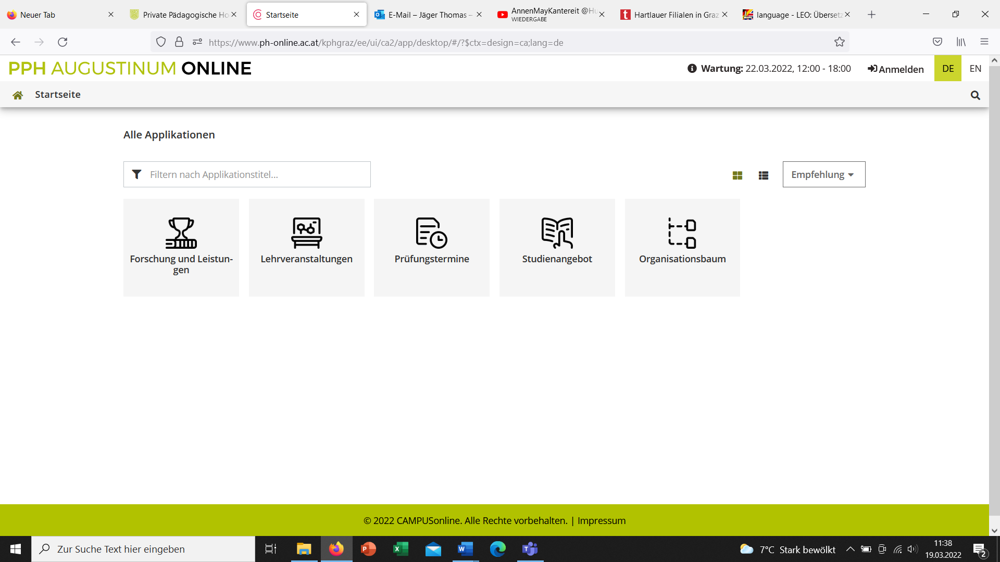 Neuer Tab
Private Pädagogische Ho
Startseite
E-Mail – Jäger Thomas –
AnnenMayKantereit @Hu
WIEDERGABE
Hartlauer Filialen in Graz
language - LEO: Übersetz
https://www.ph-online.ac.at/kphgraz/ee/ui/ca2/app/desktop/#/?$ctx=design=ca;lang=de
PPH AUGUSTINUM ONLINE
Wartung: 22.03.2022, 12:00 - 18:00
Anmelden
DE
EN
Startseite
Alle Applikationen
Filtern nach Applikationstitel...
Empfehlung
Forschung und Leistun-
gen
Lehrveranstaltungen
Prüfungstermine
Studienangebot
Organisationsbaum
© 2022 CAMPUSonline. Alle Rechte vorbehalten. | Impressum
Zur Suche Text hier eingeben
7°C Stark bewölkt
11:38
19.03.2022
2